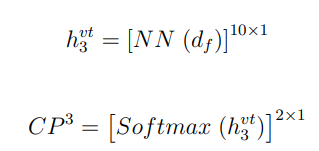 h_3^{vt} = [NN (d_f)]^{10×1}
CP^3 = [Softmax (h_3^{vt})]^{2×1}